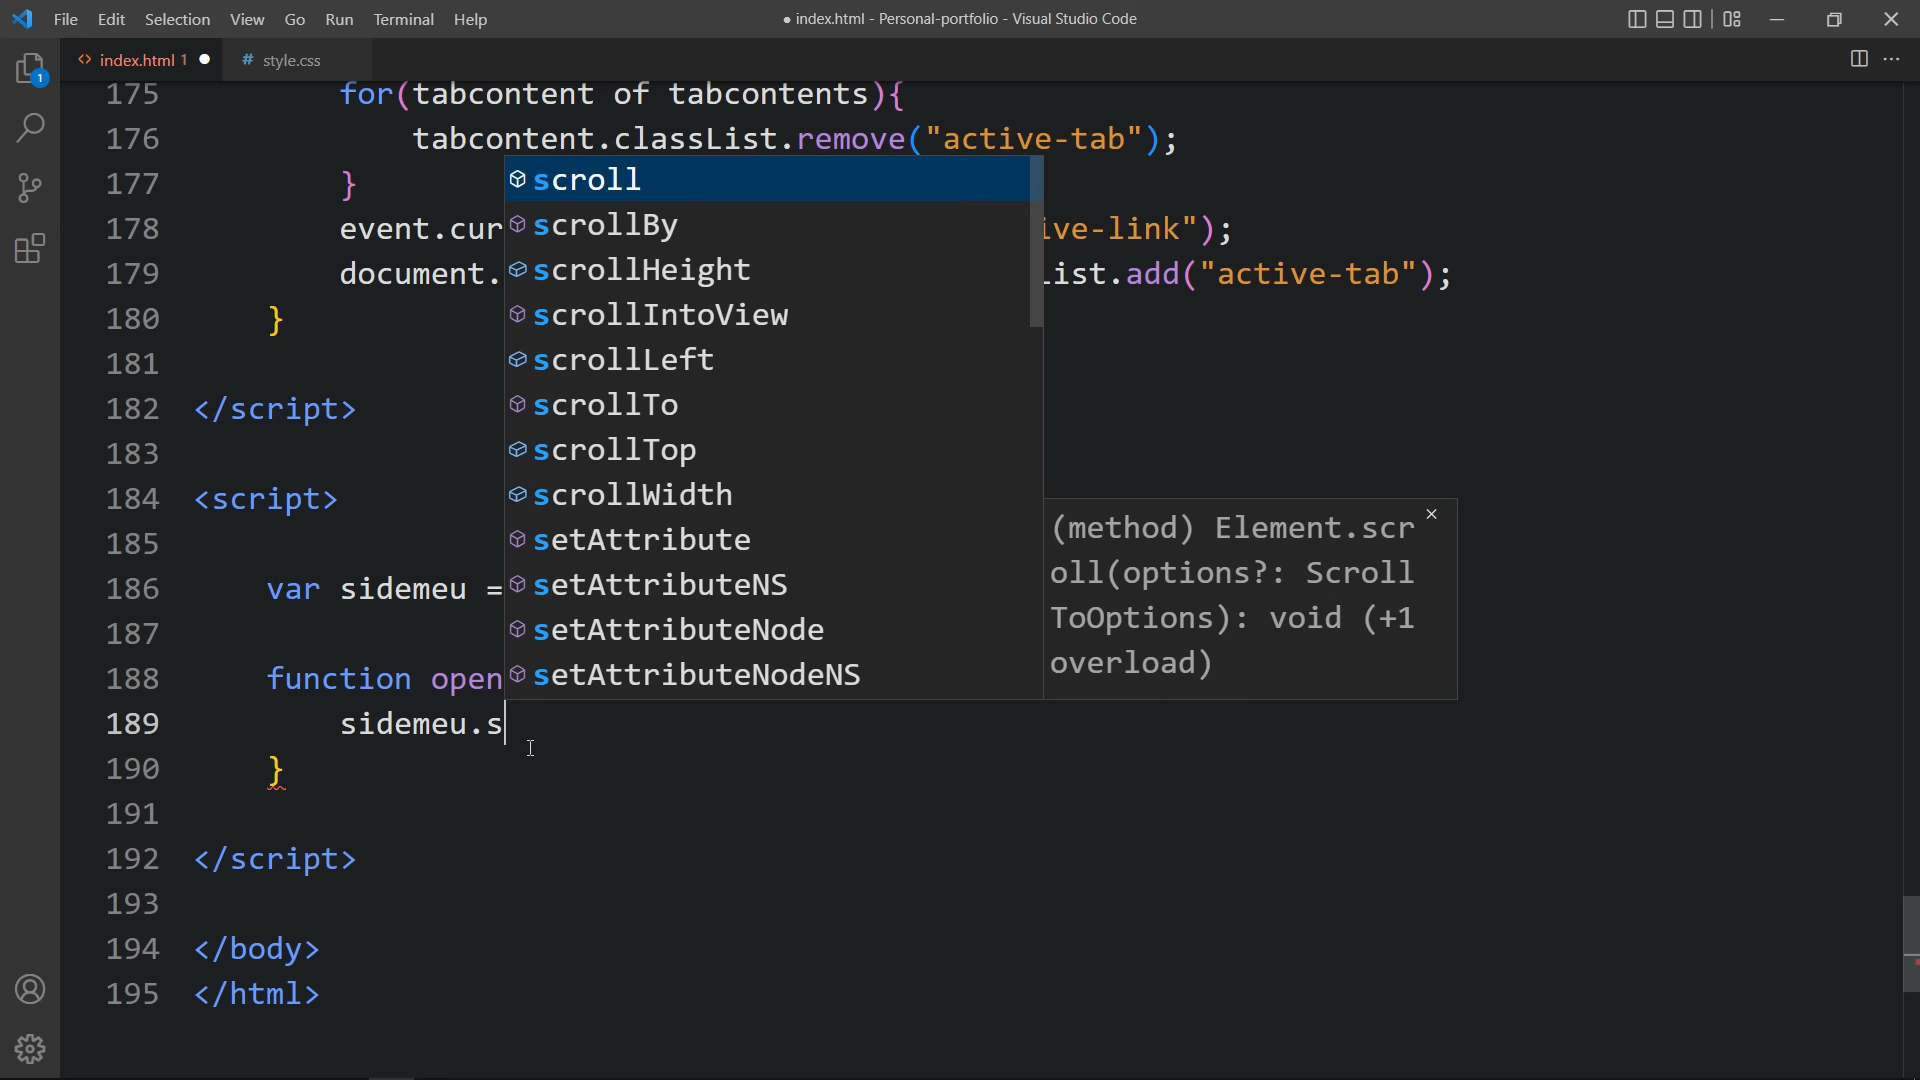 File Edit Selection View Go Run Terminal Help
● index.html - Personal-portfolio - Visual Studio Code
1
<> index.html 1 ●
# style.css
175 for(tabcontent of tabcontents){
176 tabcontent.classList.remove("active-tab");
177 }
178 event.cur
ive-link");
179 document.
ist.add("active-tab");
180 }
181
182 </script>
183
184 <script>
185
186 var sidemeu =
187
188 function open
189 sidemeu.s
190 }
191
192 </script>
193
194 </body>
195 </html>
scroll
scrollBy
scrollHeight
scrollIntoView
scrollLeft
scrollTo
scrollTop
scrollWidth
setAttribute
setAttributeNS
setAttributeNode
setAttributeNodeNS
(method) Element.scr
oll(options?: Scroll
ToOptions): void (+1
overload)